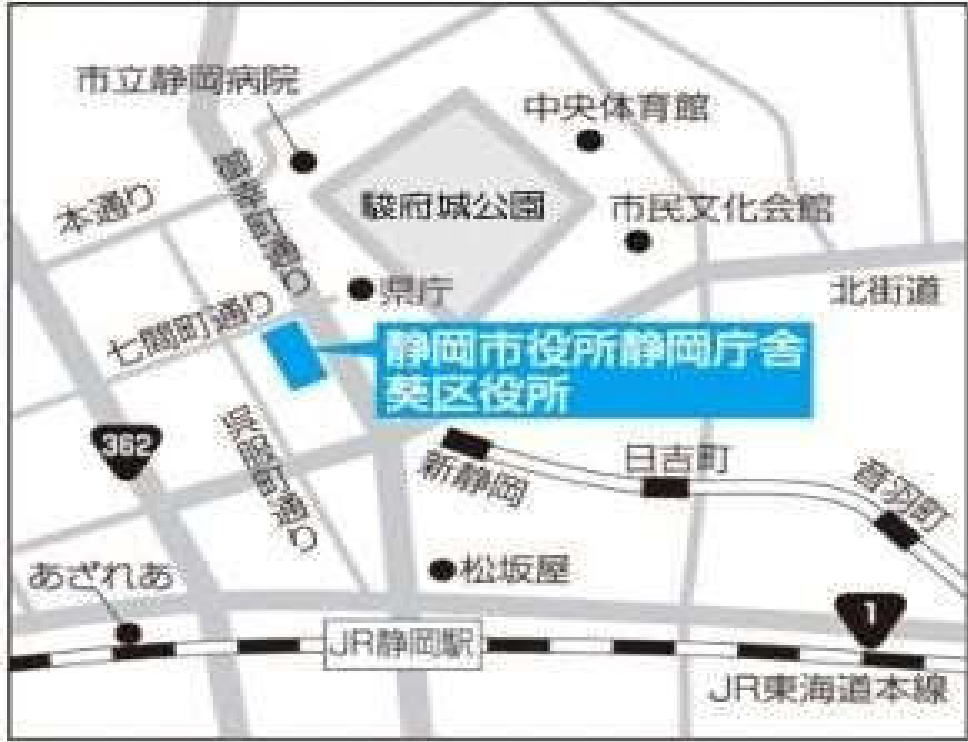 市立静岡病院
中央体育館
本通り
御幸町通り
駿府城公園
市民文化会館
県庁
北街道
七間町通り
静岡市役所静岡庁舎
葵区役所
362
呉服町通り
新静岡
日吉町
音羽町
あざれあ
松坂屋
1
JR静岡駅
JR東海道本線